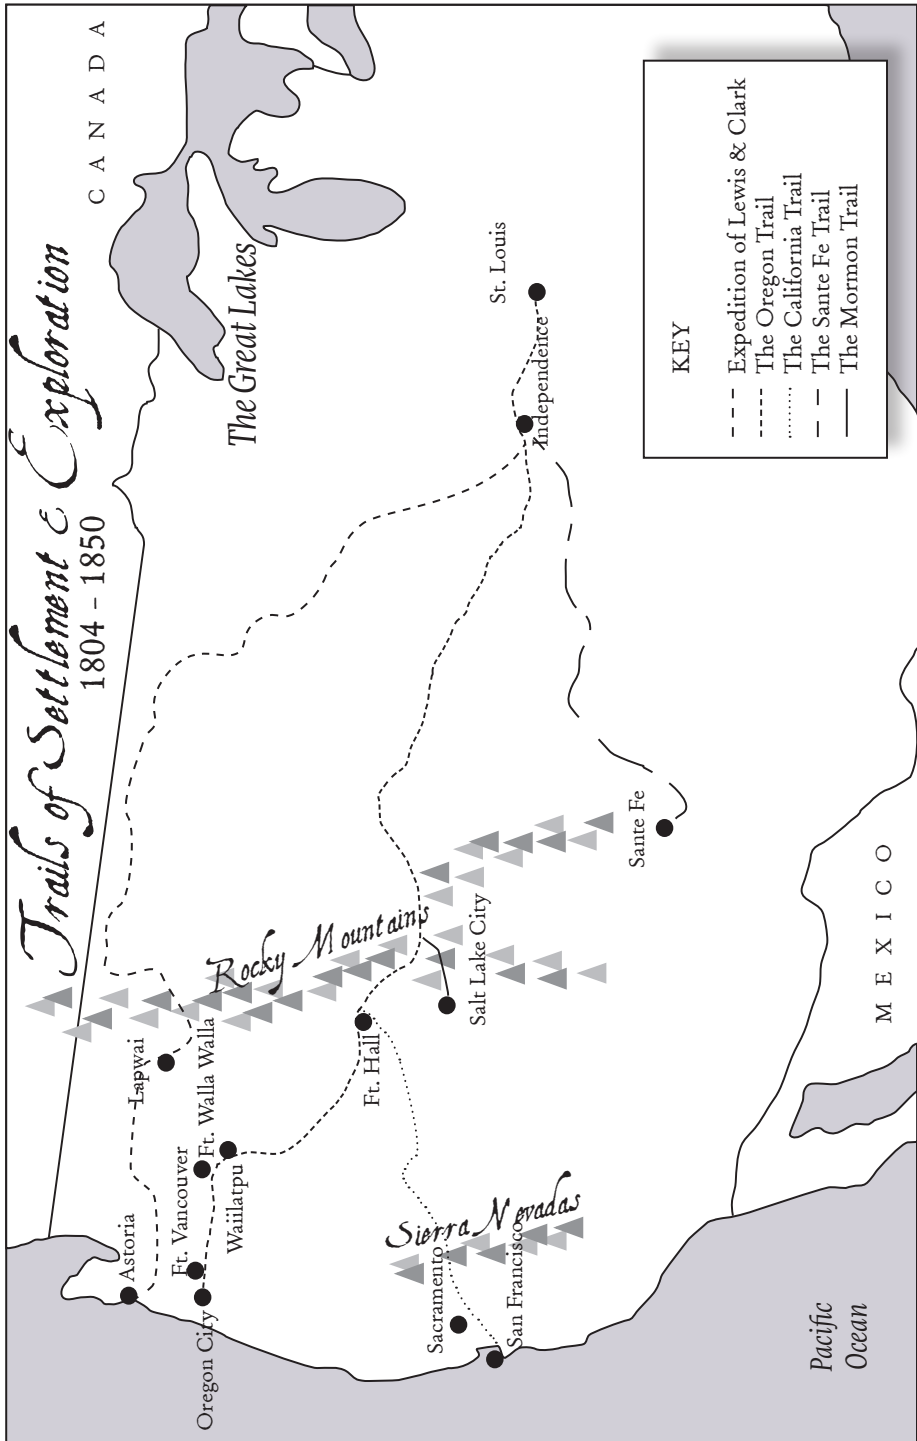 Trails of Settlement & Exploration
1804 – 1850
CANADA
The Great Lakes
Astoria
Lapwai
Ft. Vancouver
Ft. Walla Walla
Oregon City
Waiilatpu
Rocky Mountains
Ft. Hall
Sierra Nevadas
Sacramento
San Francisco
Salt Lake City
St. Louis
Independence
Sante Fe
Pacific
Ocean
MEXICO
KEY
Expedition of Lewis & Clark
The Oregon Trail
The California Trail
The Sante Fe Trail
The Mormon Trail